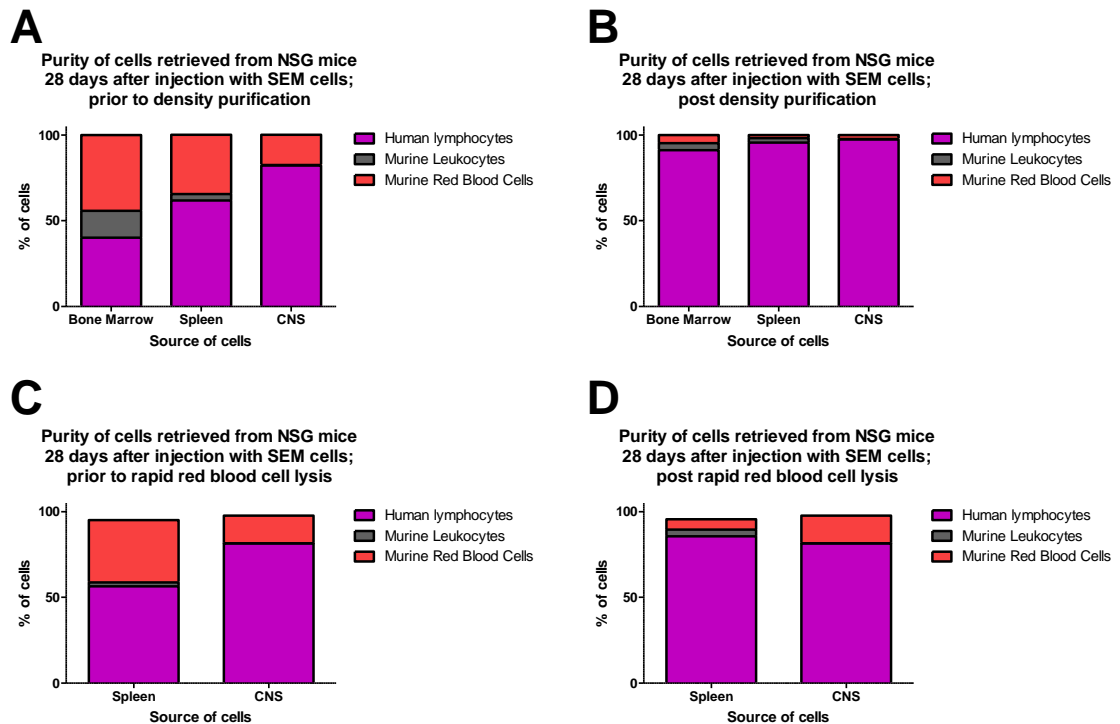 A
Purity of cells retrieved from NSG mice
28 days after injection with SEM cells;
prior to density purification
100
50
0
% of cells
Bone Marrow
Spleen
CNS
Source of cells
Human lymphocytes
Murine Leukocytes
Murine Red Blood Cells
B
Purity of cells retrieved from NSG mice
28 days after injection with SEM cells;
post density purification
100
50
0
% of cells
Bone Marrow
Spleen
CNS
Source of cells
Human lymphocytes
Murine Leukocytes
Murine Red Blood Cells
C
Purity of cells retrieved from NSG mice
28 days after injection with SEM cells;
prior to rapid red blood cell lysis
100
50
0
% of cells
Spleen
CNS
Source of cells
Human lymphocytes
Murine Leukocytes
Murine Red Blood Cells
D
Purity of cells retrieved from NSG mice
28 days after injection with SEM cells;
post rapid red blood cell lysis
100
50
0
% of cells
Spleen
CNS
Source of cells
Human lymphocytes
Murine Leukocytes
Murine Red Blood Cells